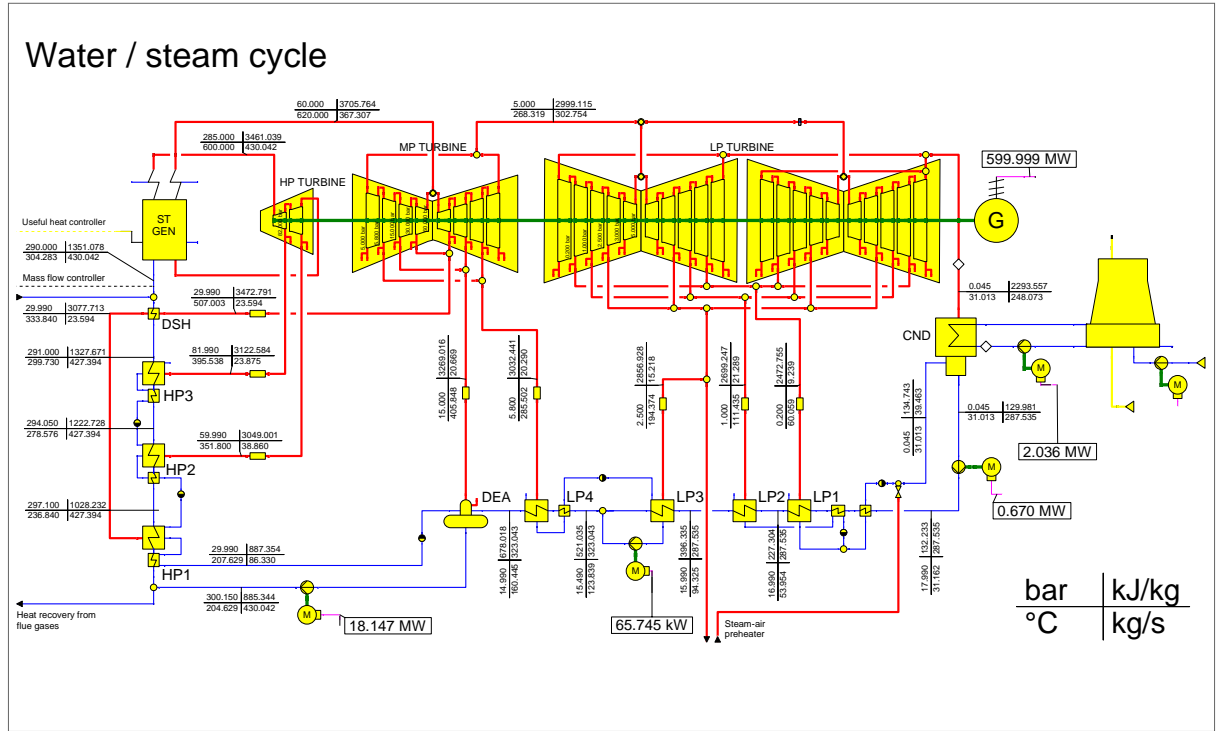 Water / steam cycle
60.000 3705.764
620.000 367.307
5.000 2999.115
268.319 302.754
285.000 3461.039
600.000 430.042
MP TURBINE
LP TURBINE
HP TURBINE
599.999 MW
ST
GEN
G
Useful heat controller
290.000 1351.078
304.283 430.042
Mass flow controller
29.990 3472.791
507.003 23.594
29.990 3077.713
333.840 23.594
DSH
0.045 2293.557
31.013 248.073
CND
291.000 1327.671
299.730 427.394
81.990 3122.584
395.538 23.875
HP3
15.000 3269.016
405.848 20.669
5.800 3032.441
285.502 20.290
2.500 2856.928
194.374 15.218
1.000 2699.247
111.435 21.289
0.200 2472.755
60.059 9.239
0.045 134.743
31.013 39.463
M
M
0.045 129.981
31.013 287.535
294.050 1222.728
278.576 427.394
59.990 3049.001
351.800 38.860
HP2
2.036 MW
M
0.670 MW
297.100 1028.232
236.840 427.394
DEA
LP4
LP3
LP2
LP1
14.990 678.018
160.445 323.043
15.490 521.035
123.839 323.043
15.990 396.335
94.325 287.535
16.990 227.304
53.954 287.535
17.990 132.233
31.162 287.535
29.990 887.354
207.629 86.330
HP1
M
300.150 885.344
204.629 430.042
M
18.147 MW
65.745 kW
Heat recovery from
flue gases
Steam-air
preheater
bar kJ/kg
°C kg/s